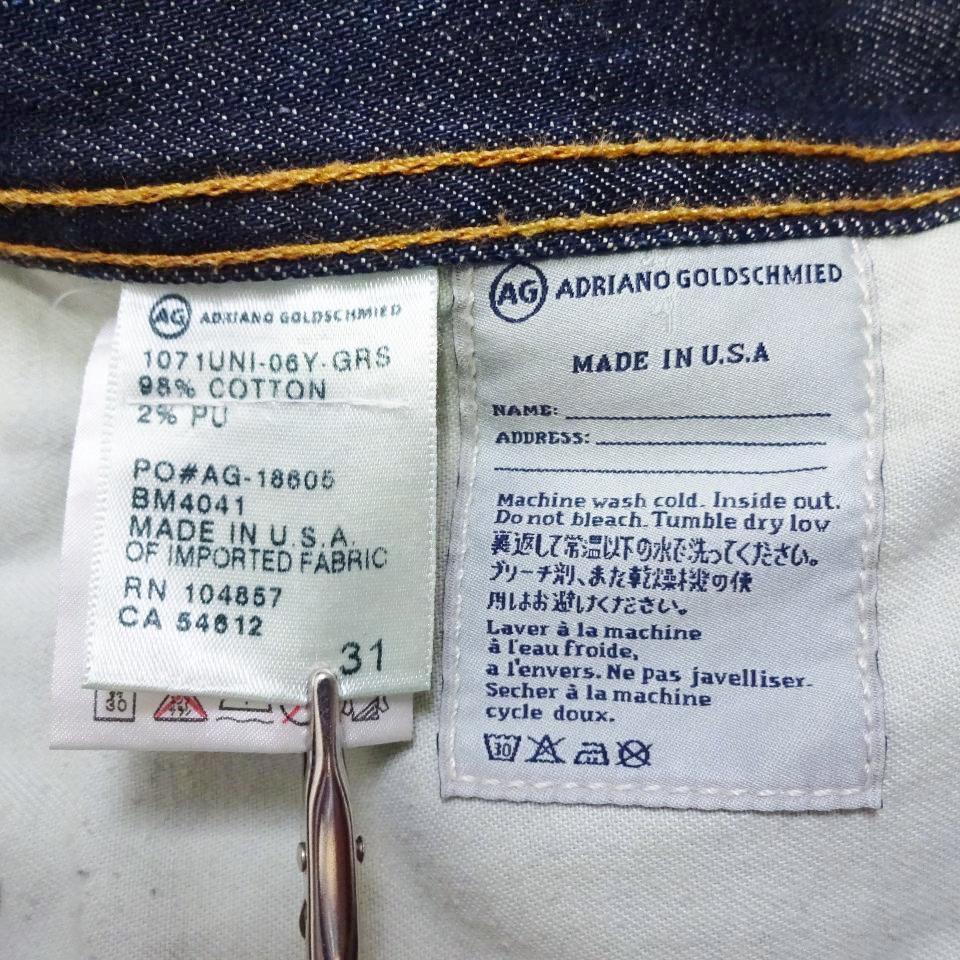 AG ADRIANO GOLDSCHMIED
1071UNI-06Y-GRS
98% COTTON
2% PU
PO#AG-18605
BM4041
MADE IN U.S.A.
OF IMPORTED FABRIC
RN 104857
CA 54612
31
30
AG ADRIANO GOLDSCHMIED
MADE IN U.S.A
NAME:
ADDRESS:
Machine wash cold. Inside out.
Do not bleach. Tumble dry low
裏返して常温以下の水で洗ってください。
ブリーチ剤、また乾燥機の使
用はお避けください。
Laver à la machine
à l'eau froide,
a l'envers. Ne pas javelliser.
Secher à la machine
cycle doux.
30